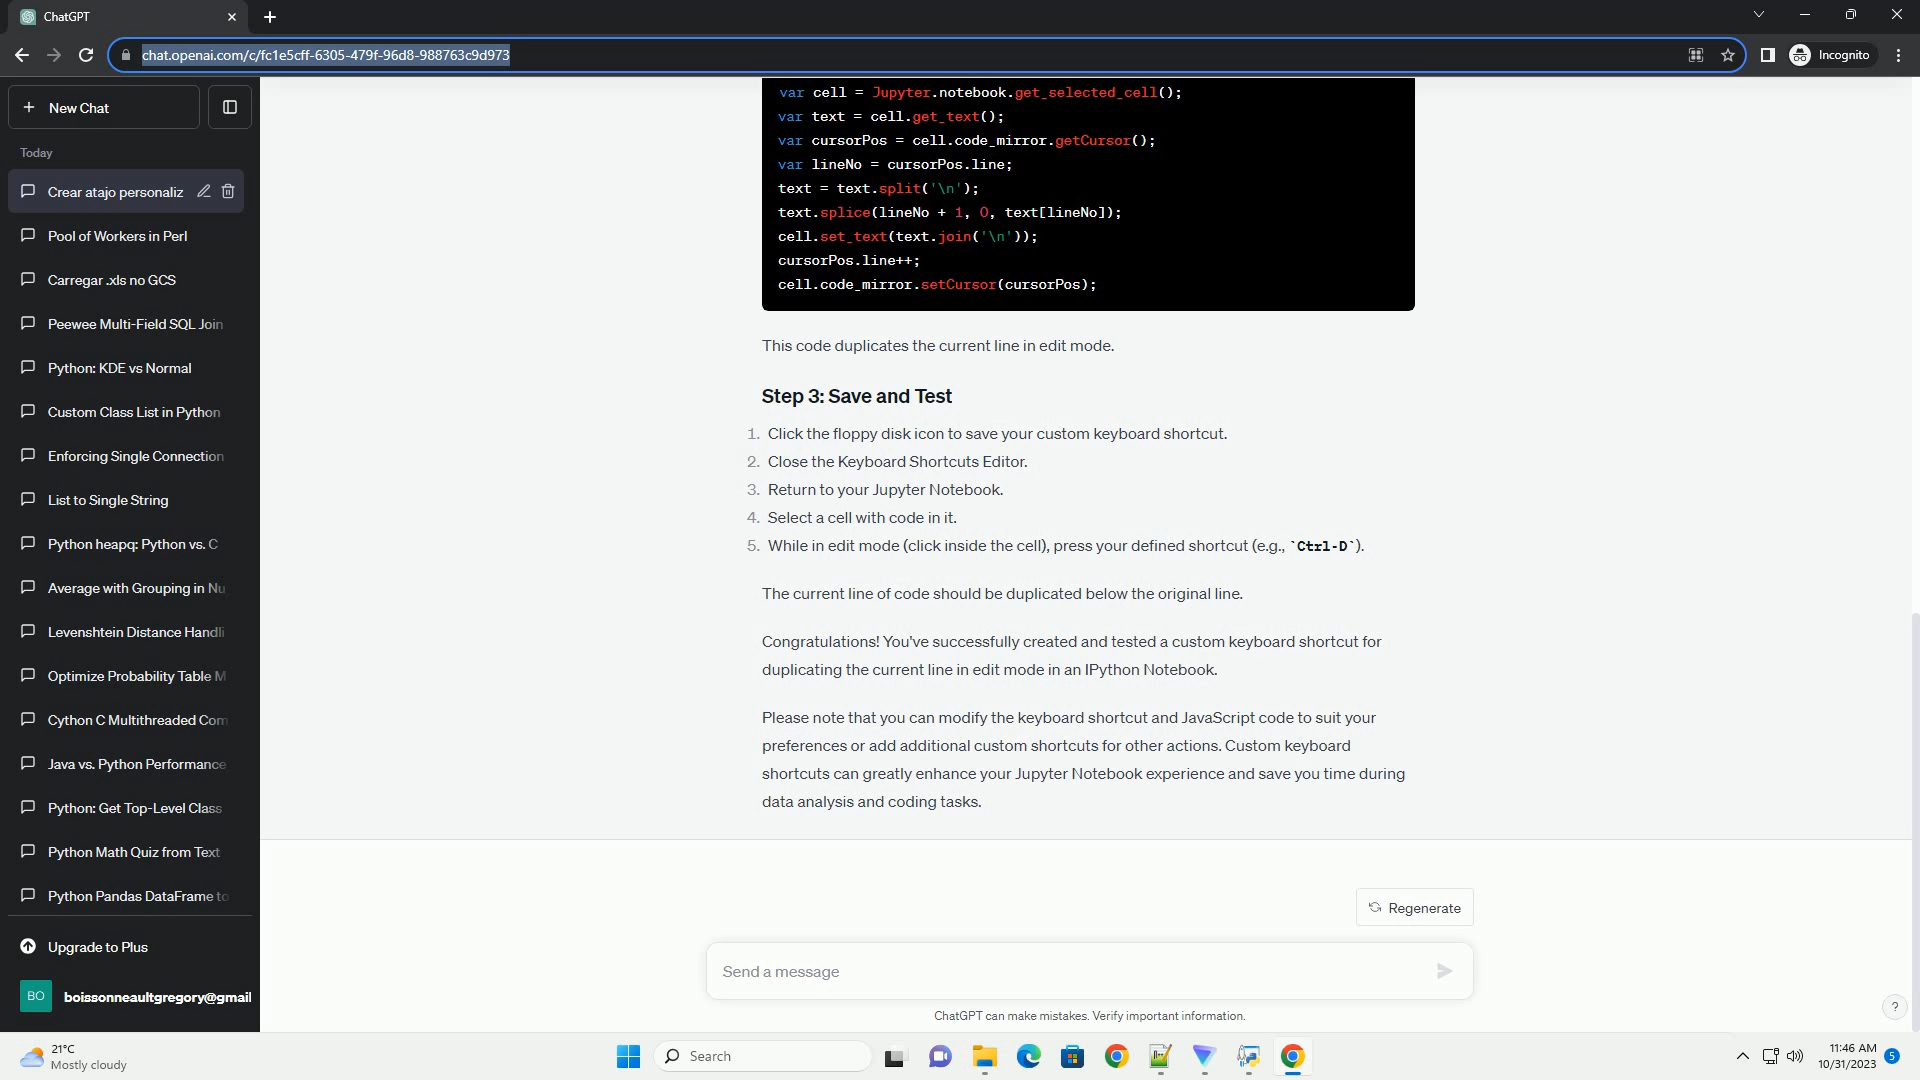 ChatGPT
chat.openai.com/c/fc1e5cff-6305-479f-96d8-988763c9d973
Incognito
New Chat
Today
Crear atajo personaliz
Pool of Workers in Perl
Carregar .xls no GCS
Peewee Multi-Field SQL Join
Python: KDE vs Normal
Custom Class List in Python
Enforcing Single Connection
List to Single String
Python heapq: Python vs. C
Average with Grouping in Nu
Levenshtein Distance Handli
Optimize Probability Table M
Cython C Multithreaded Com
Java vs. Python Performance
Python: Get Top-Level Class
Python Math Quiz from Text
Python Pandas DataFrame to
Upgrade to Plus
BO boissonneaultgregory@gmail
var cell = Jupyter.notebook.get_selected_cell();
var text = cell.get_text();
var cursorPos = cell.code_mirror.getCursor();
var lineNo = cursorPos.line;
text = text.split('\n');
text.splice(lineNo + 1, 0, text[lineNo]);
cell.set_text(text.join('\n'));
cursorPos.line++;
cell.code_mirror.setCursor(cursorPos);
This code duplicates the current line in edit mode.
Step 3: Save and Test
1. Click the floppy disk icon to save your custom keyboard shortcut.
2. Close the Keyboard Shortcuts Editor.
3. Return to your Jupyter Notebook.
4. Select a cell with code in it.
5. While in edit mode (click inside the cell), press your defined shortcut (e.g., `Ctrl-D`).
The current line of code should be duplicated below the original line.
Congratulations! You've successfully created and tested a custom keyboard shortcut for
duplicating the current line in edit mode in an IPython Notebook.
Please note that you can modify the keyboard shortcut and JavaScript code to suit your
preferences or add additional custom shortcuts for other actions. Custom keyboard
shortcuts can greatly enhance your Jupyter Notebook experience and save you time during
data analysis and coding tasks.
Regenerate
Send a message
ChatGPT can make mistakes. Verify important information.
?
21°C
Mostly cloudy
Search
11:46 AM
10/31/2023
5